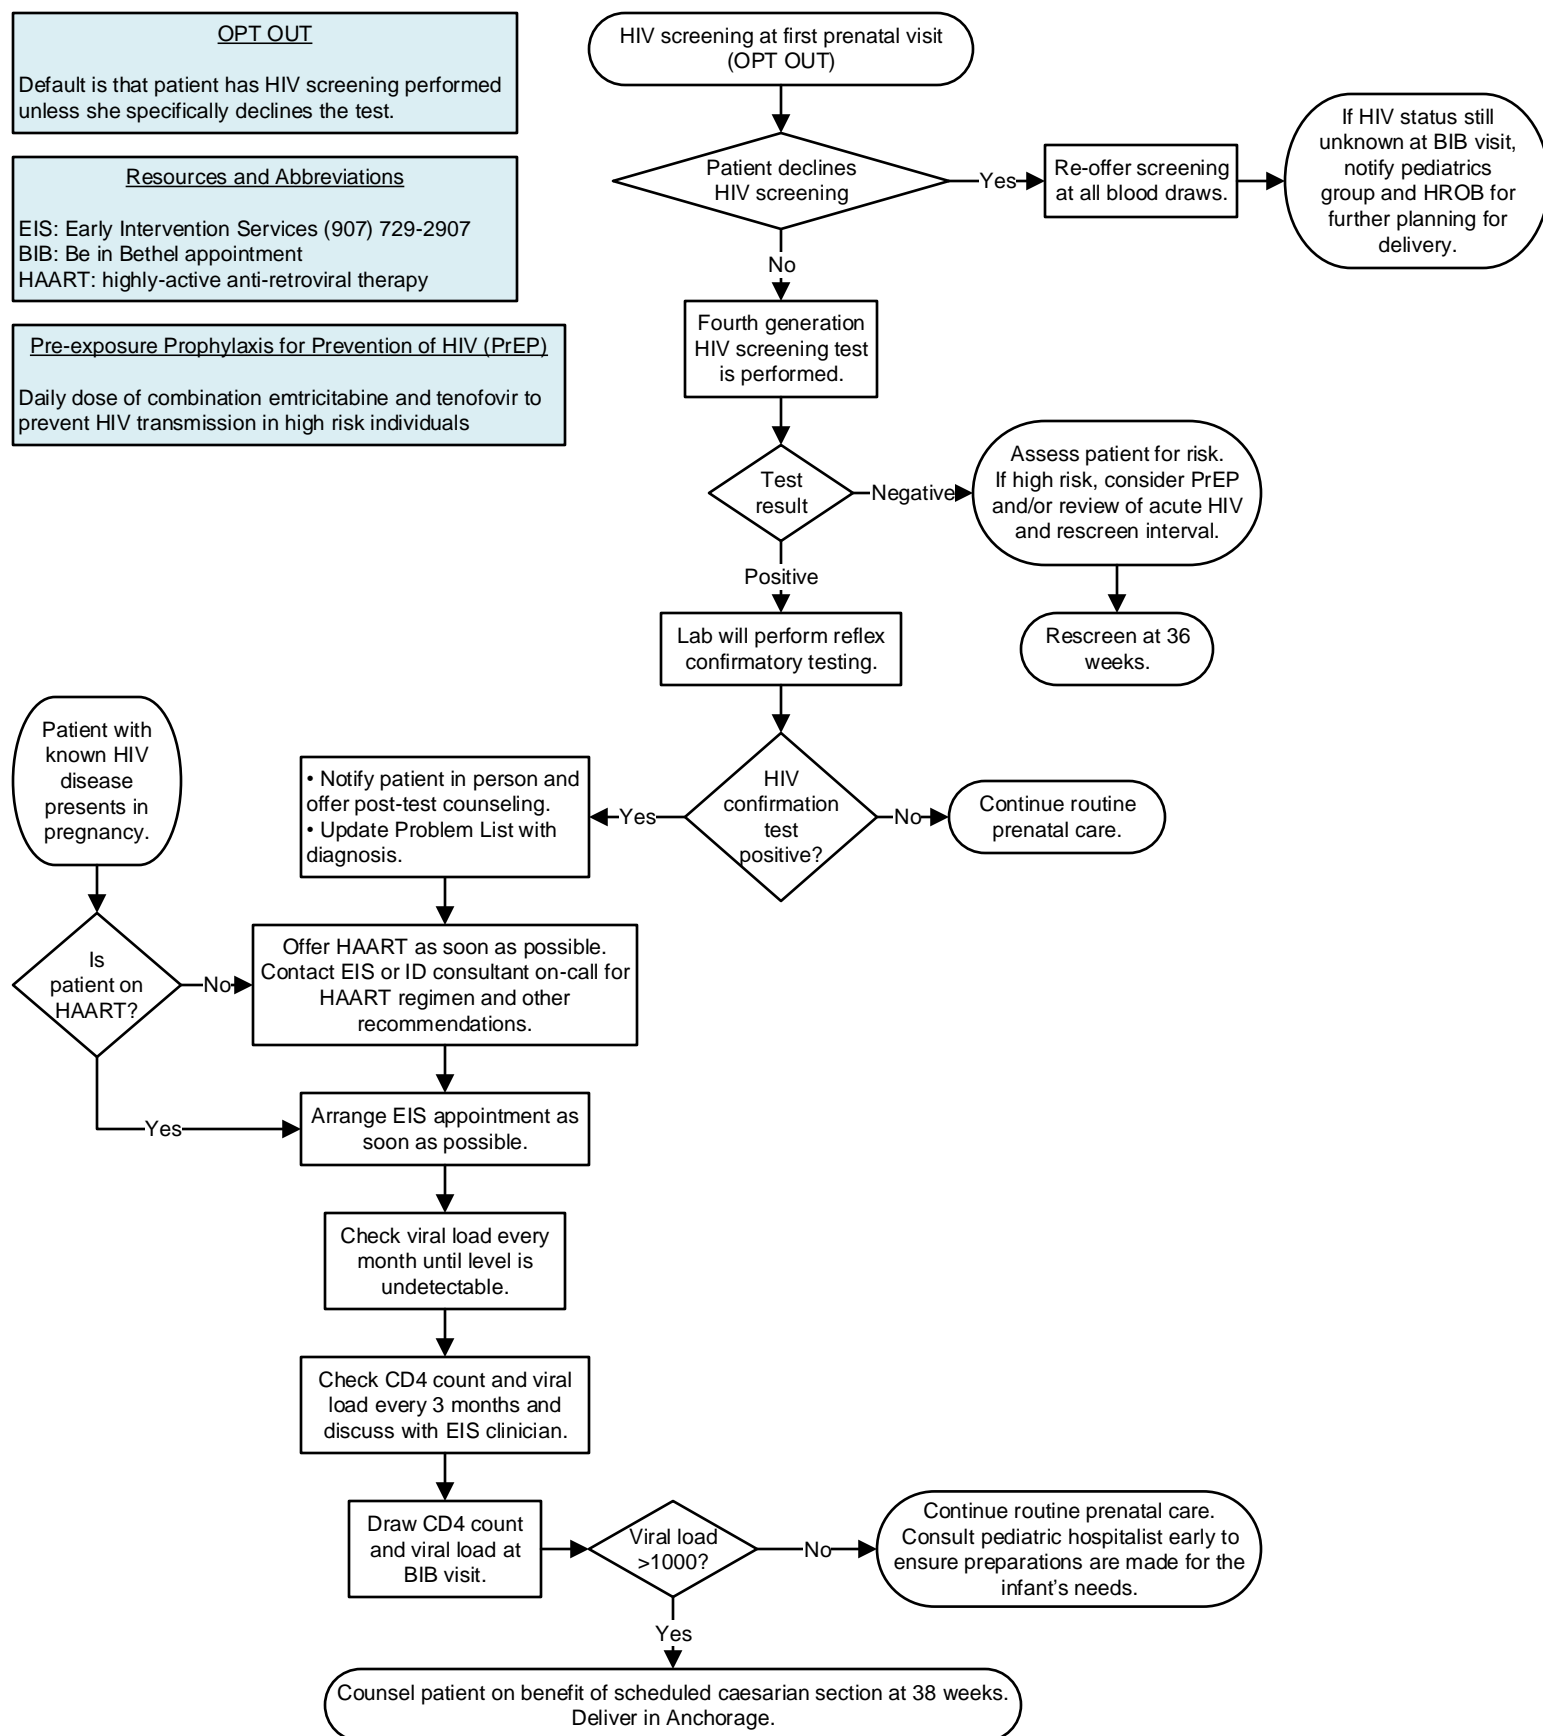 OPT OUT
Default is that patient has HIV screening performed
unless she specifically declines the test.
Resources and Abbreviations
EIS: Early Intervention Services (907) 729-2907
BIB: Be in Bethel appointment
HAART: highly-active anti-retroviral therapy
Pre-exposure Prophylaxis for Prevention of HIV (PrEP)
Daily dose of combination emtricitabine and tenofovir to
prevent HIV transmission in high risk individuals
HIV screening at first prenatal visit
(OPT OUT)
Patient declines
HIV screening
Yes
Re-offer screening
at all blood draws.
If HIV status still
unknown at BIB visit,
notify pediatrics
group and HROB for
further planning for
delivery.
No
Fourth generation
HIV screening test
is performed.
Test
result
Negative
Assess patient for risk.
If high risk, consider PrEP
and/or review of acute HIV
and rescreen interval.
Rescreen at 36
weeks.
Positive
Lab will perform reflex
confirmatory testing.
HIV
confirmation
test
positive?
No
Continue routine
prenatal care.
Yes
• Notify patient in person and
offer post-test counseling.
• Update Problem List with
diagnosis.
Patient with
known HIV
disease
presents in
pregnancy.
Is
patient on
HAART?
No
Offer HAART as soon as possible.
Contact EIS or ID consultant on-call for
HAART regimen and other
recommendations.
Yes
Arrange EIS appointment as
soon as possible.
Check viral load every
month until level is
undetectable.
Check CD4 count and viral
load every 3 months and
discuss with EIS clinician.
Draw CD4 count
and viral load at
BIB visit.
Viral load
>1000?
No
Continue routine prenatal care.
Consult pediatric hospitalist early to
ensure preparations are made for the
infant's needs.
Yes
Counsel patient on benefit of scheduled caesarian section at 38 weeks.
Deliver in Anchorage.